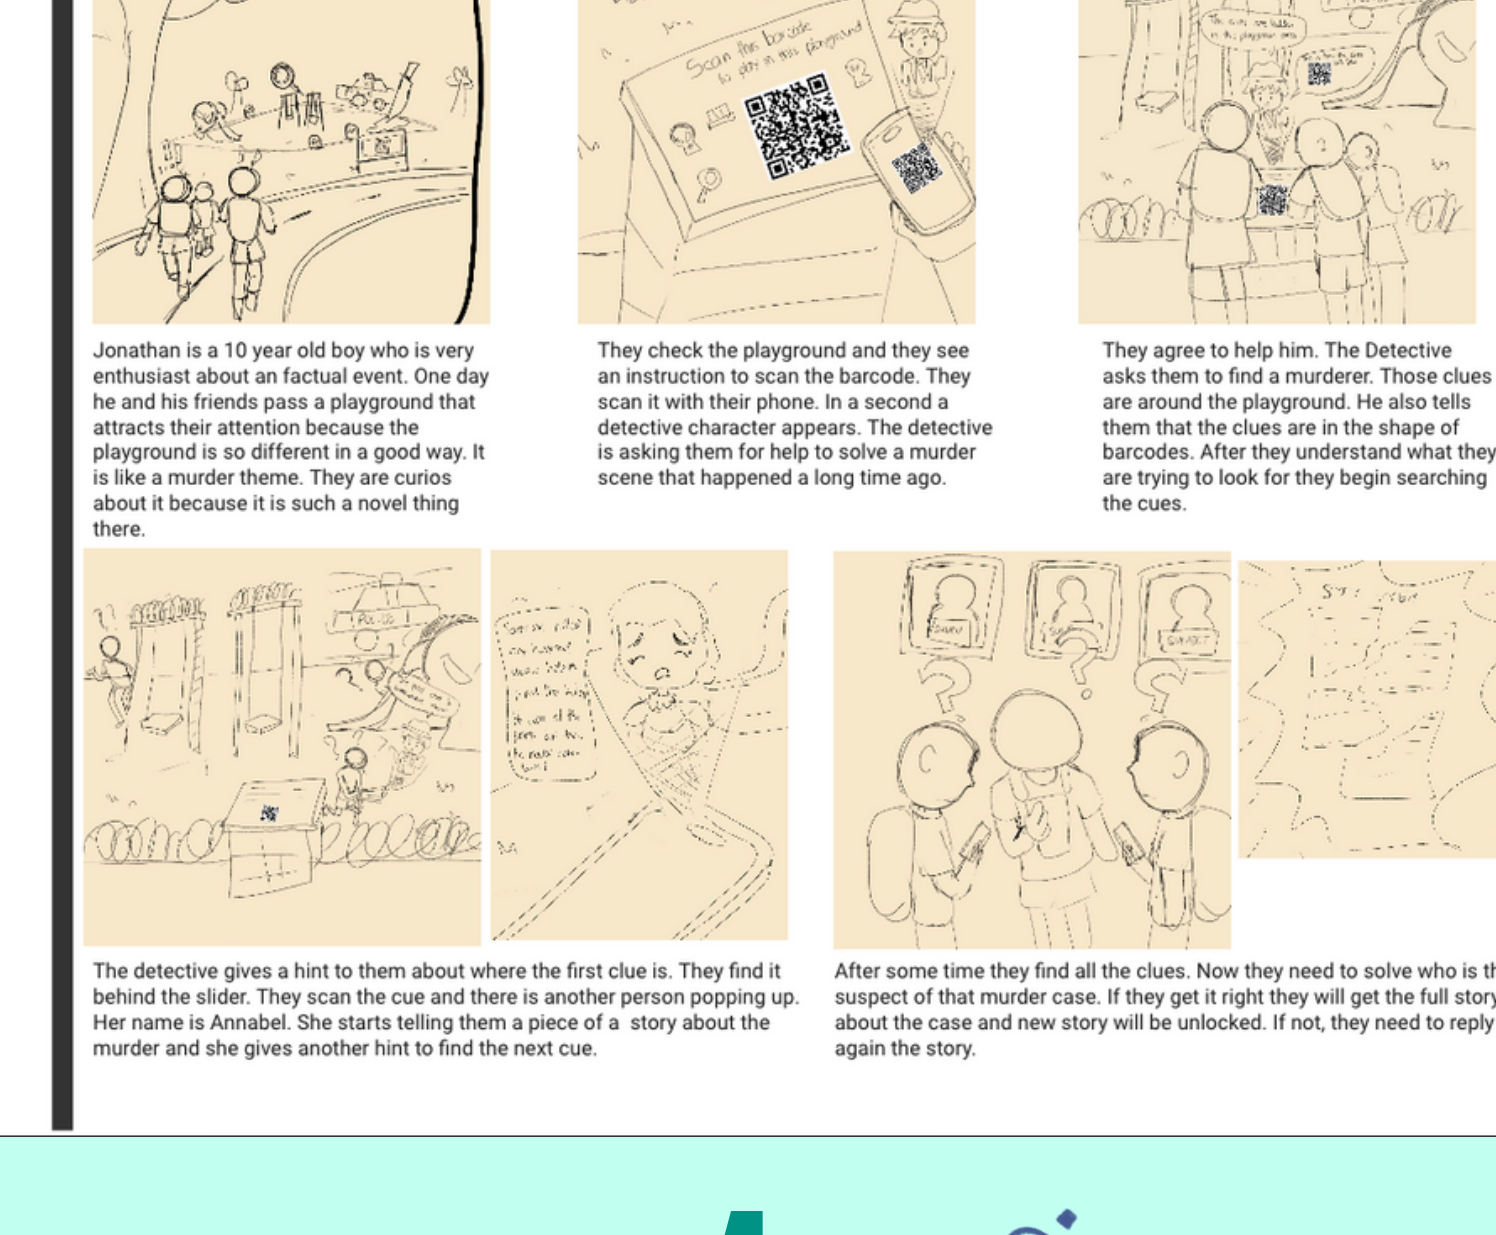 Scan this barcode
to play in this playground
Jonathan is a 10 year old boy who is very
enthusiast about an factual event. One day
he and his friends pass a playground that
attracts their attention because the
playground is so different in a good way. It
is like a murder theme. They are curios
about it because it is such a novel thing
there.
They check the playground and they see
an instruction to scan the barcode. They
scan it with their phone. In a second a
detective character appears. The detective
is asking them for help to solve a murder
scene that happened a long time ago.
They agree to help him. The Detective
asks them to find a murderer. Those clues
are around the playground. He also tells
them that the clues are in the shape of
barcodes. After they understand what they
are trying to look for they begin searching
the cues.
The detective gives a hint to them about where the first clue is. They find it
behind the slider. They scan the cue and there is another person popping up.
Her name is Annabel. She starts telling them a piece of a story about the
murder and she gives another hint to find the next cue.
After some time they find all the clues. Now they need to solve who is th
suspect of that murder case. If they get it right they will get the full story
about the case and new story will be unlocked. If not, they need to reply
again the story.